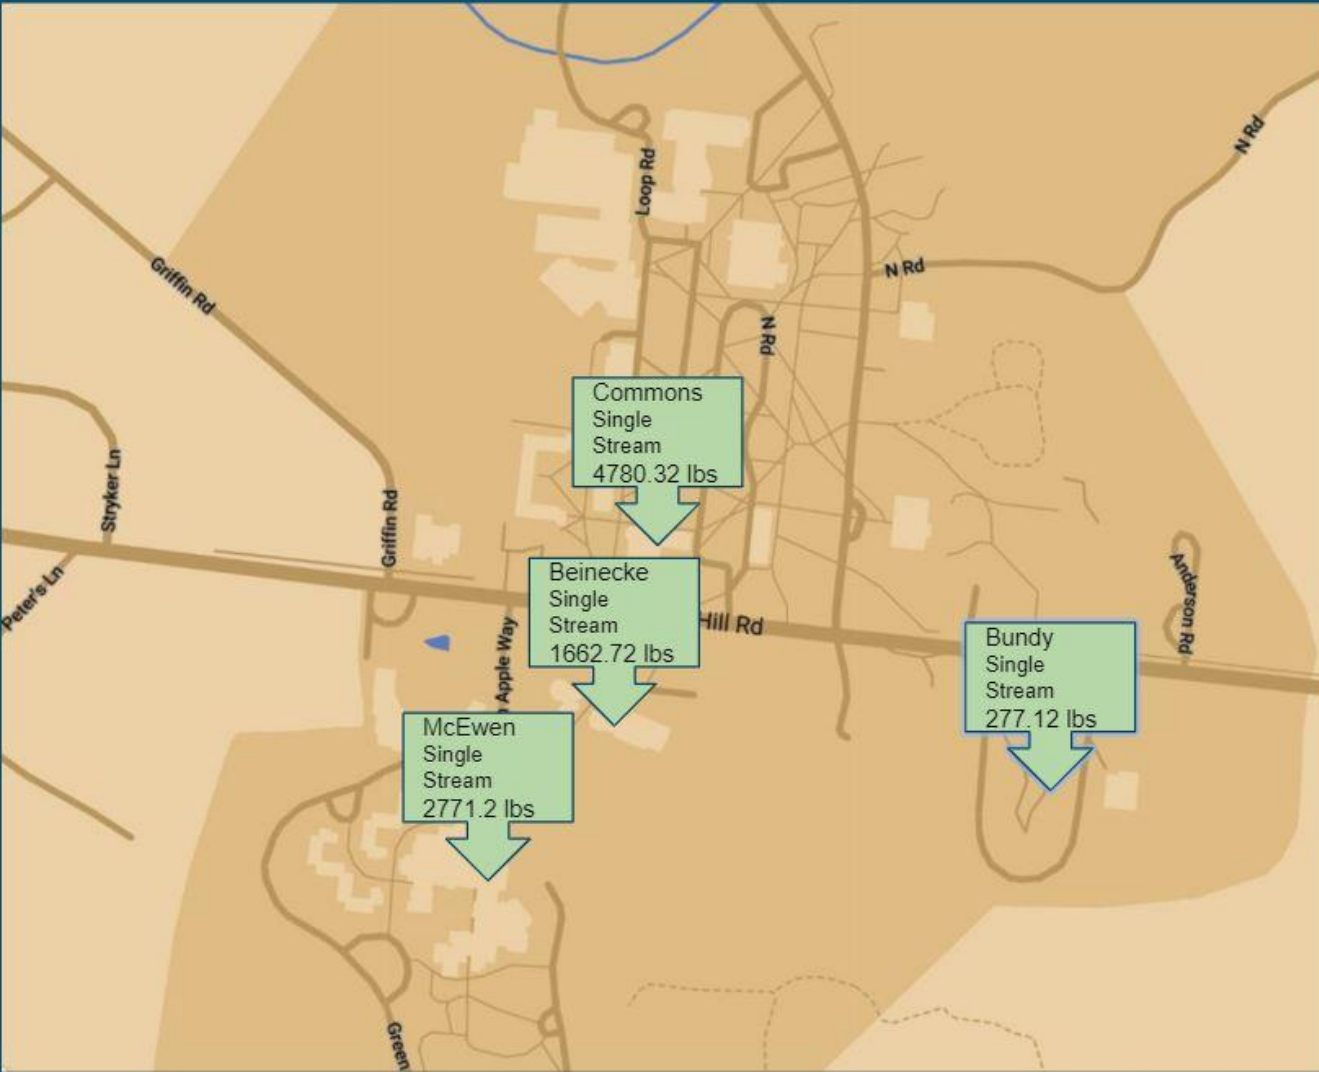 Loop Rd
N Rd
Griffin Rd
N Rd
N Rd
Commons
Single
Stream
4780.32 lbs
Stryker Ln
Griffin Rd
Peter's Ln
Beinecke
Single
Stream
1662.72 lbs
Hill Rd
Anderson Rd
Apple Way
Bundy
Single
Stream
277.12 lbs
McEwen
Single
Stream
2771.2 lbs
Green